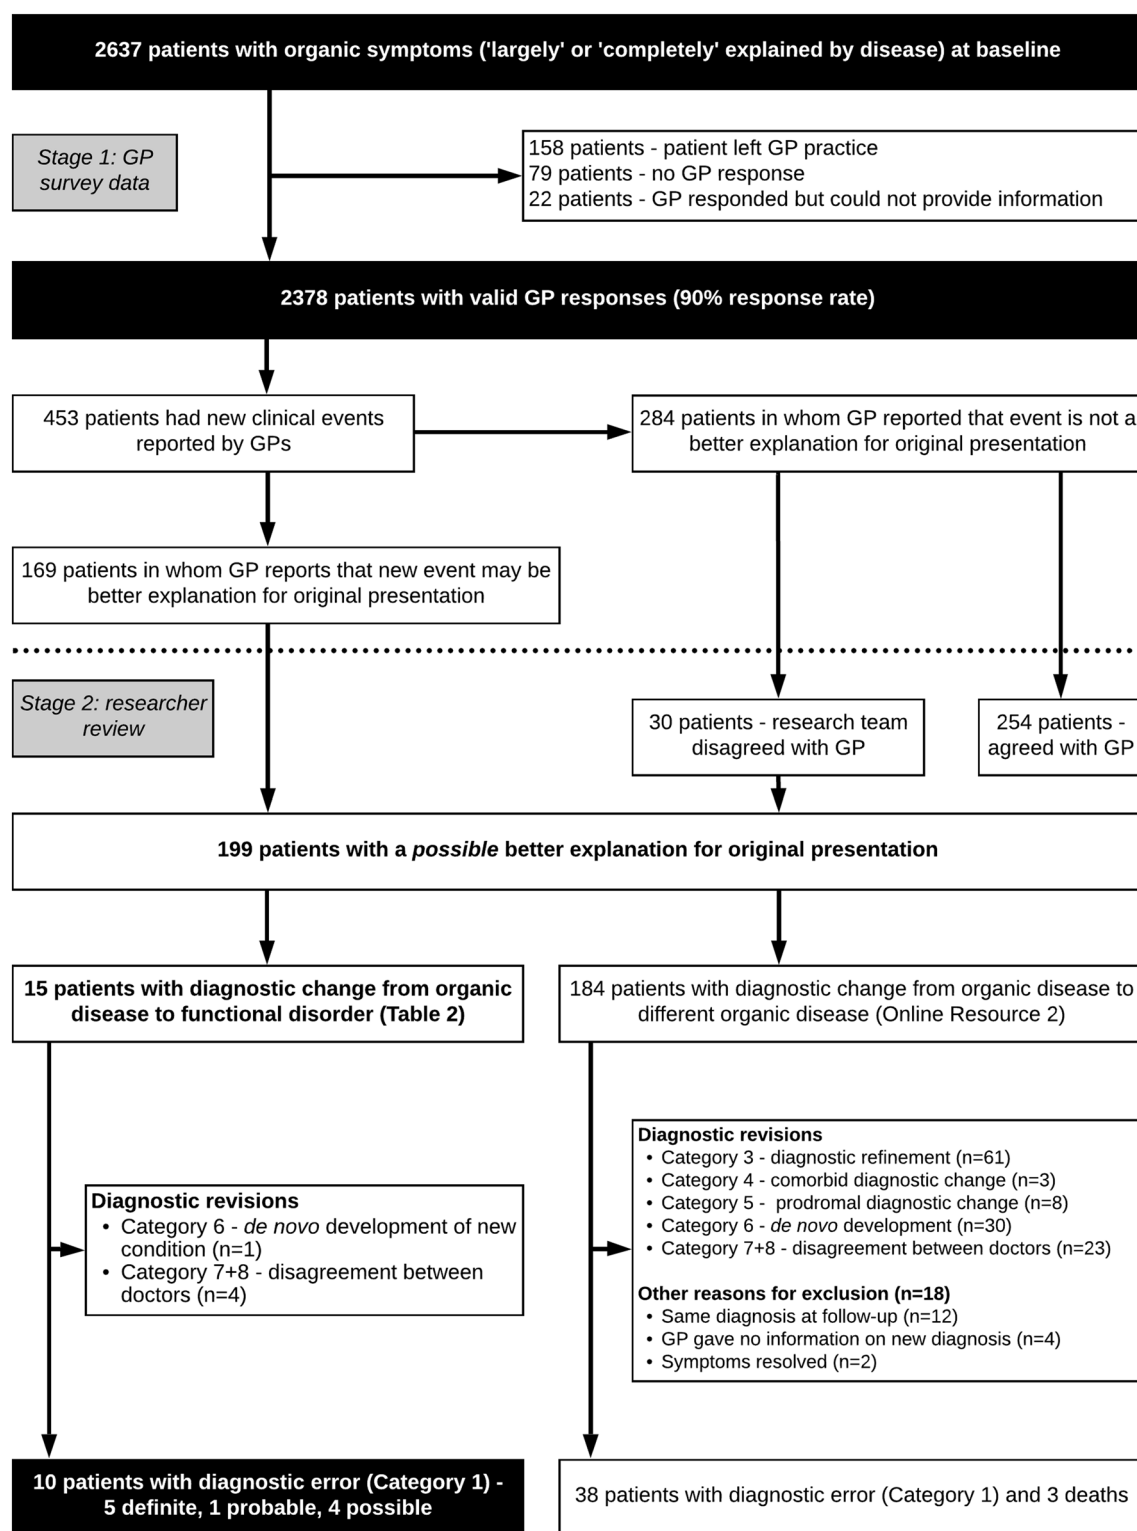 2637 patients with organic symptoms ('largely' or 'completely' explained by disease) at baseline
Stage 1: GP
survey data
158 patients - patient left GP practice
79 patients - no GP response
22 patients - GP responded but could not provide information
2378 patients with valid GP responses (90% response rate)
453 patients had new clinical events
reported by GPs
284 patients in whom GP reported that event is not a
better explanation for original presentation
169 patients in whom GP reports that new event may be
better explanation for original presentation
Stage 2: researcher
review
30 patients - research team
disagreed with GP
254 patients -
agreed with GP
199 patients with a possible better explanation for original presentation
15 patients with diagnostic change from organic
disease to functional disorder (Table 2)
184 patients with diagnostic change from organic disease to
different organic disease (Online Resource 2)
Diagnostic revisions
• Category 6 - de novo development of new
condition (n=1)
• Category 7+8 - disagreement between
doctors (n=4)
Diagnostic revisions
• Category 3 - diagnostic refinement (n=61)
• Category 4 - comorbid diagnostic change (n=3)
• Category 5 - prodromal diagnostic change (n=8)
• Category 6 - de novo development (n=30)
• Category 7+8 - disagreement between doctors (n=23)
Other reasons for exclusion (n=18)
• Same diagnosis at follow-up (n=12)
• GP gave no information on new diagnosis (n=4)
• Symptoms resolved (n=2)
10 patients with diagnostic error (Category 1) -
5 definite, 1 probable, 4 possible
38 patients with diagnostic error (Category 1) and 3 deaths